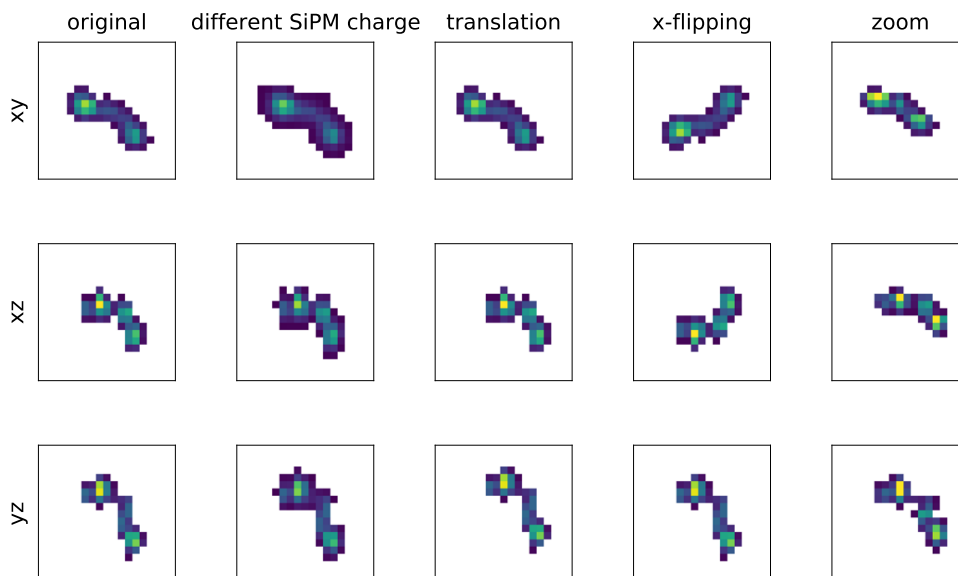 original
different SiPM charge
translation
x-flipping
zoom
xy
xz
yz